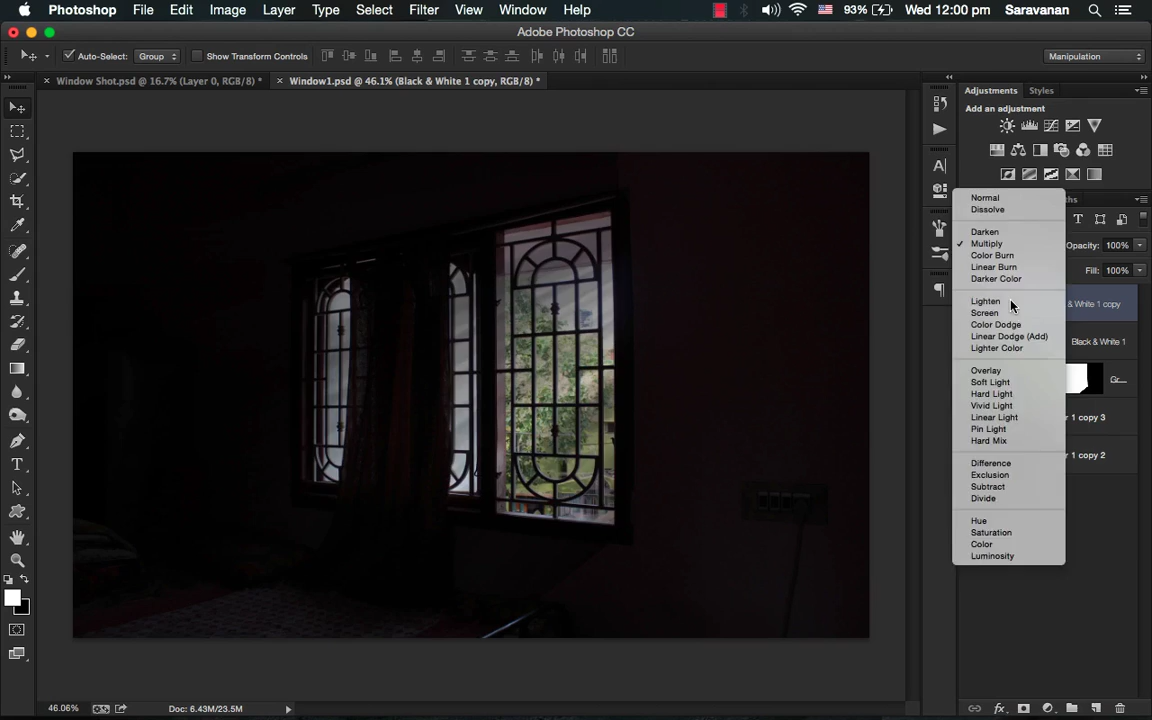 Photoshop File Edit Image Layer Type Select Filter View Window Help 93% Wed 12:00 pm Saravanan
Adobe Photoshop CC
Auto-Select: Group Show Transform Controls Manipulation
Window Shot.psd @ 16.7% (Layer 0, RGB/8) * Window1.psd @ 46.1% (Black & White 1 copy, RGB/8) *
Adjustments Styles
Add an adjustment
Normal
Dissolve
Darken
Multiply
Color Burn
Linear Burn
Darker Color
Lighten
Screen
Color Dodge
Linear Dodge (Add)
Lighter Color
Overlay
Soft Light
Hard Light
Vivid Light
Linear Light
Pin Light
Hard Mix
Difference
Exclusion
Subtract
Divide
Hue
Saturation
Color
Luminosity
Opacity: 100%
Fill: 100%
& White 1 copy
Black & White 1
Gr...
1 copy 3
1 copy 2
46.06% Doc: 6.43M/23.5M